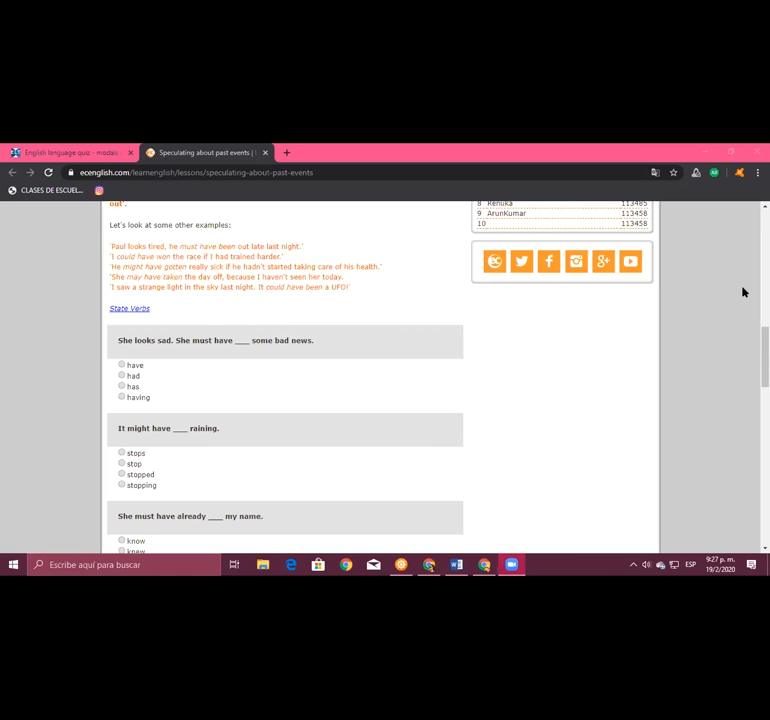 English language quiz - modals
Speculating about past events | 
ecenglish.com/learnenglish/lessons/speculating-about-past-events
CLASES DE ESCUEL...
out'.
8 Renuka 113485
9 ArunKumar 113458
10 113458
Let's look at some other examples:
'Paul looks tired, he must have been out late last night.'
'I could have won the race if I had trained harder.'
'He might have gotten really sick if he hadn't started taking care of his health.'
'She may have taken the day off, because I haven't seen her today.
'I saw a strange light in the sky last night. It could have been a UFO!'
State Verbs
She looks sad. She must have ___ some bad news.
have
had
has
having
It might have ___ raining.
stops
stop
stopped
stopping
She must have already ___ my name.
know
knew
Escribe aquí para buscar
ESP
9:27 p. m.
19/2/2020